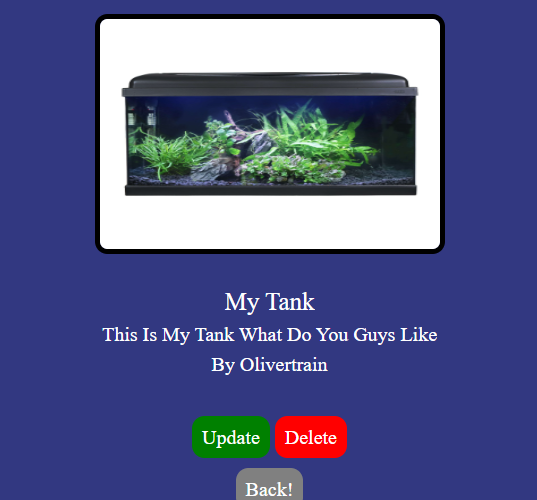 My Tank
This Is My Tank What Do You Guys Like
By Olivertrain
Update Delete
Back!